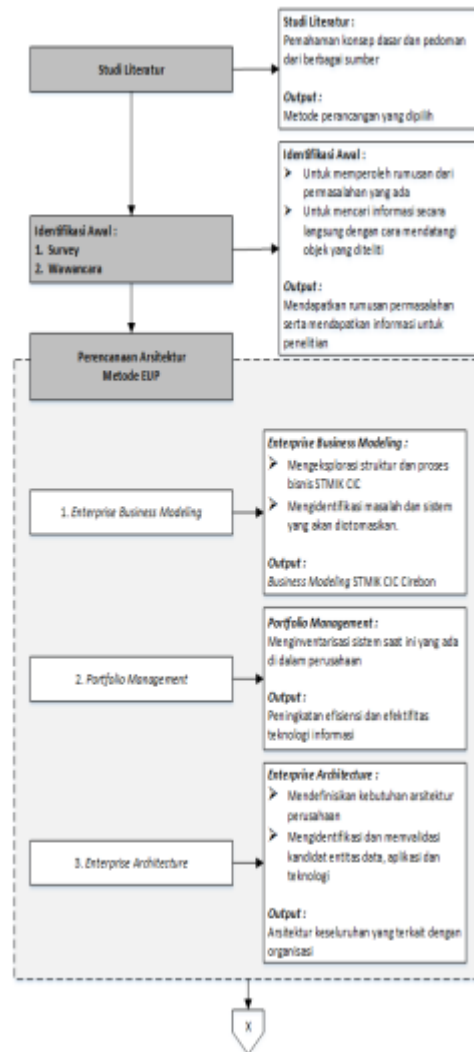 Studi Literatur
Studi Literatur :
Pemahaman konsep dasar dan pedoman
dari berbagai sumber
Output :
Metode perancangan yang dipilih
Identifikasi Awal :
1. Survey
2. Wawancara
Identifikasi Awal :
➢ Untuk memperoleh rumusan dari
permasalahan yang ada
➢ Untuk mencari informasi secara
langsung dengan cara mendatangi
objek yang diteliti
Output :
Mendapatkan rumusan permasalahan
serta mendapatkan informasi untuk
penelitian
Perencanaan Arsitektur
Metode EUP
1. Enterprise Business Modeling
Enterprise Business Modeling :
➢ Mengeksplorasi struktur dan proses
bisnis STMIK CIC
➢ Mengidentifikasi masalah dan sistem
yang akan diotomasikan.
Output :
Business Modeling STMIK CIC Cirebon
2. Portfolio Management
Portfolio Management :
Menginventarisasi sistem saat ini yang ada
di dalam perusahaan
Output :
Peningkatan efisiensi dan efektifitas
teknologi informasi
3. Enterprise Architecture
Enterprise Architecture :
➢ Mendefinisikan kebutuhan arsitektur
perusahaan
➢ Mengidentifikasi dan memvalidasi
kandidat entitas data, aplikasi dan
teknologi
Output :
Arsitektur keseluruhan yang terkait dengan
organisasi
X